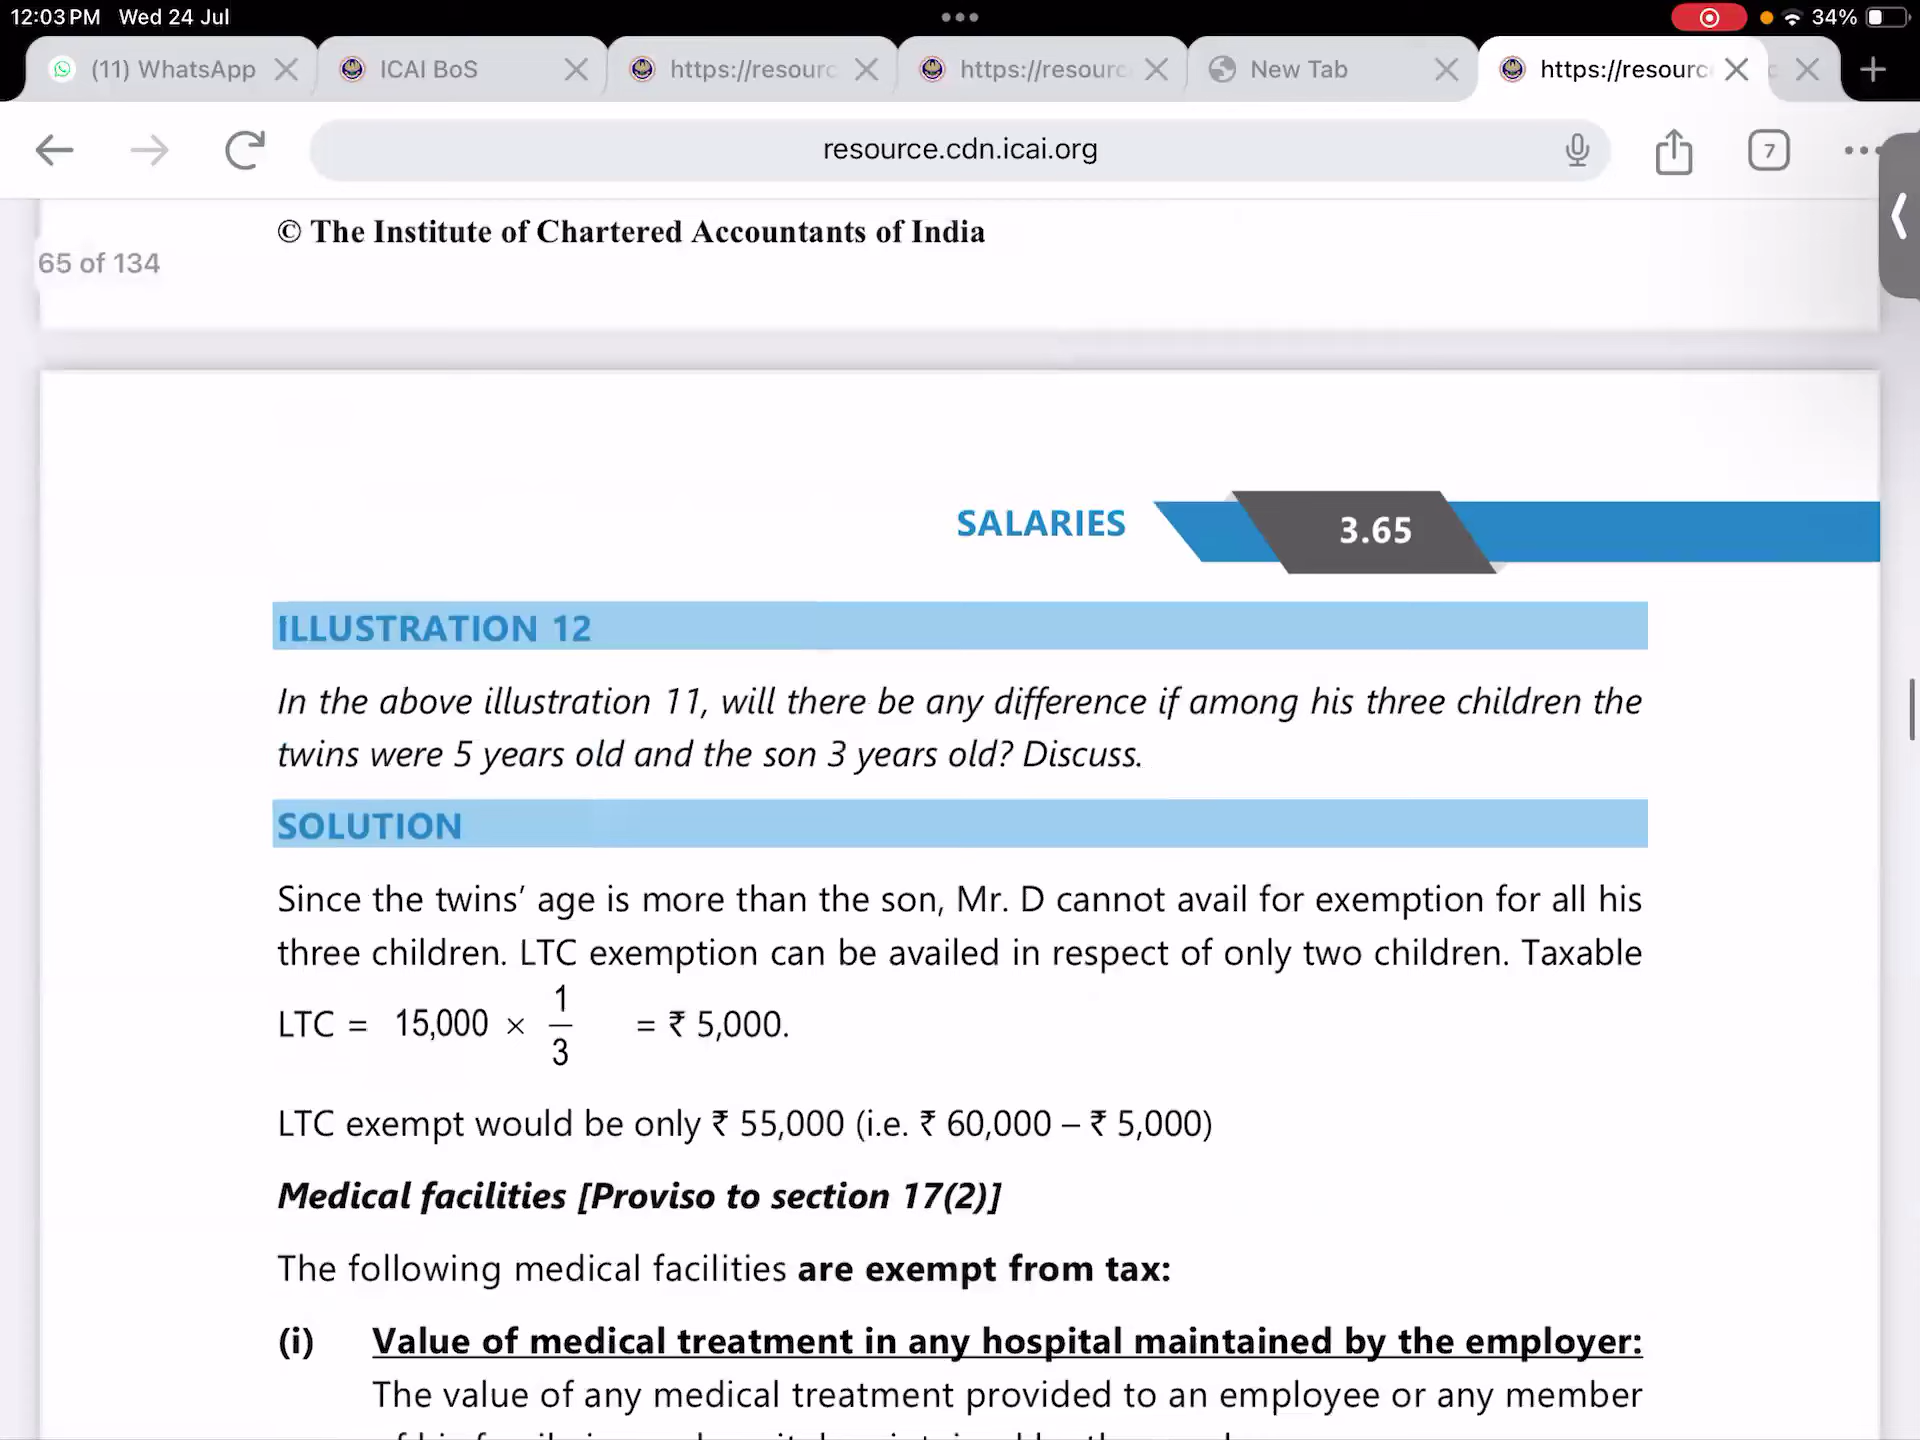 12:03 PM Wed 24 Jul
34%
(11) WhatsApp
ICAI BoS
https://resourc
https://resourc
New Tab
https://resourc
resource.cdn.icai.org
7
© The Institute of Chartered Accountants of India
65 of 134
SALARIES 3.65
ILLUSTRATION 12
In the above illustration 11, will there be any difference if among his three children the
twins were 5 years old and the son 3 years old? Discuss.
SOLUTION
Since the twins' age is more than the son, Mr. D cannot avail for exemption for all his
three children. LTC exemption can be availed in respect of only two children. Taxable
LTC = 15,000 × 1/3 = ₹ 5,000.
LTC exempt would be only ₹ 55,000 (i.e. ₹ 60,000 – ₹ 5,000)
Medical facilities [Proviso to section 17(2)]
The following medical facilities are exempt from tax:
(i) Value of medical treatment in any hospital maintained by the employer:
The value of any medical treatment provided to an employee or any member